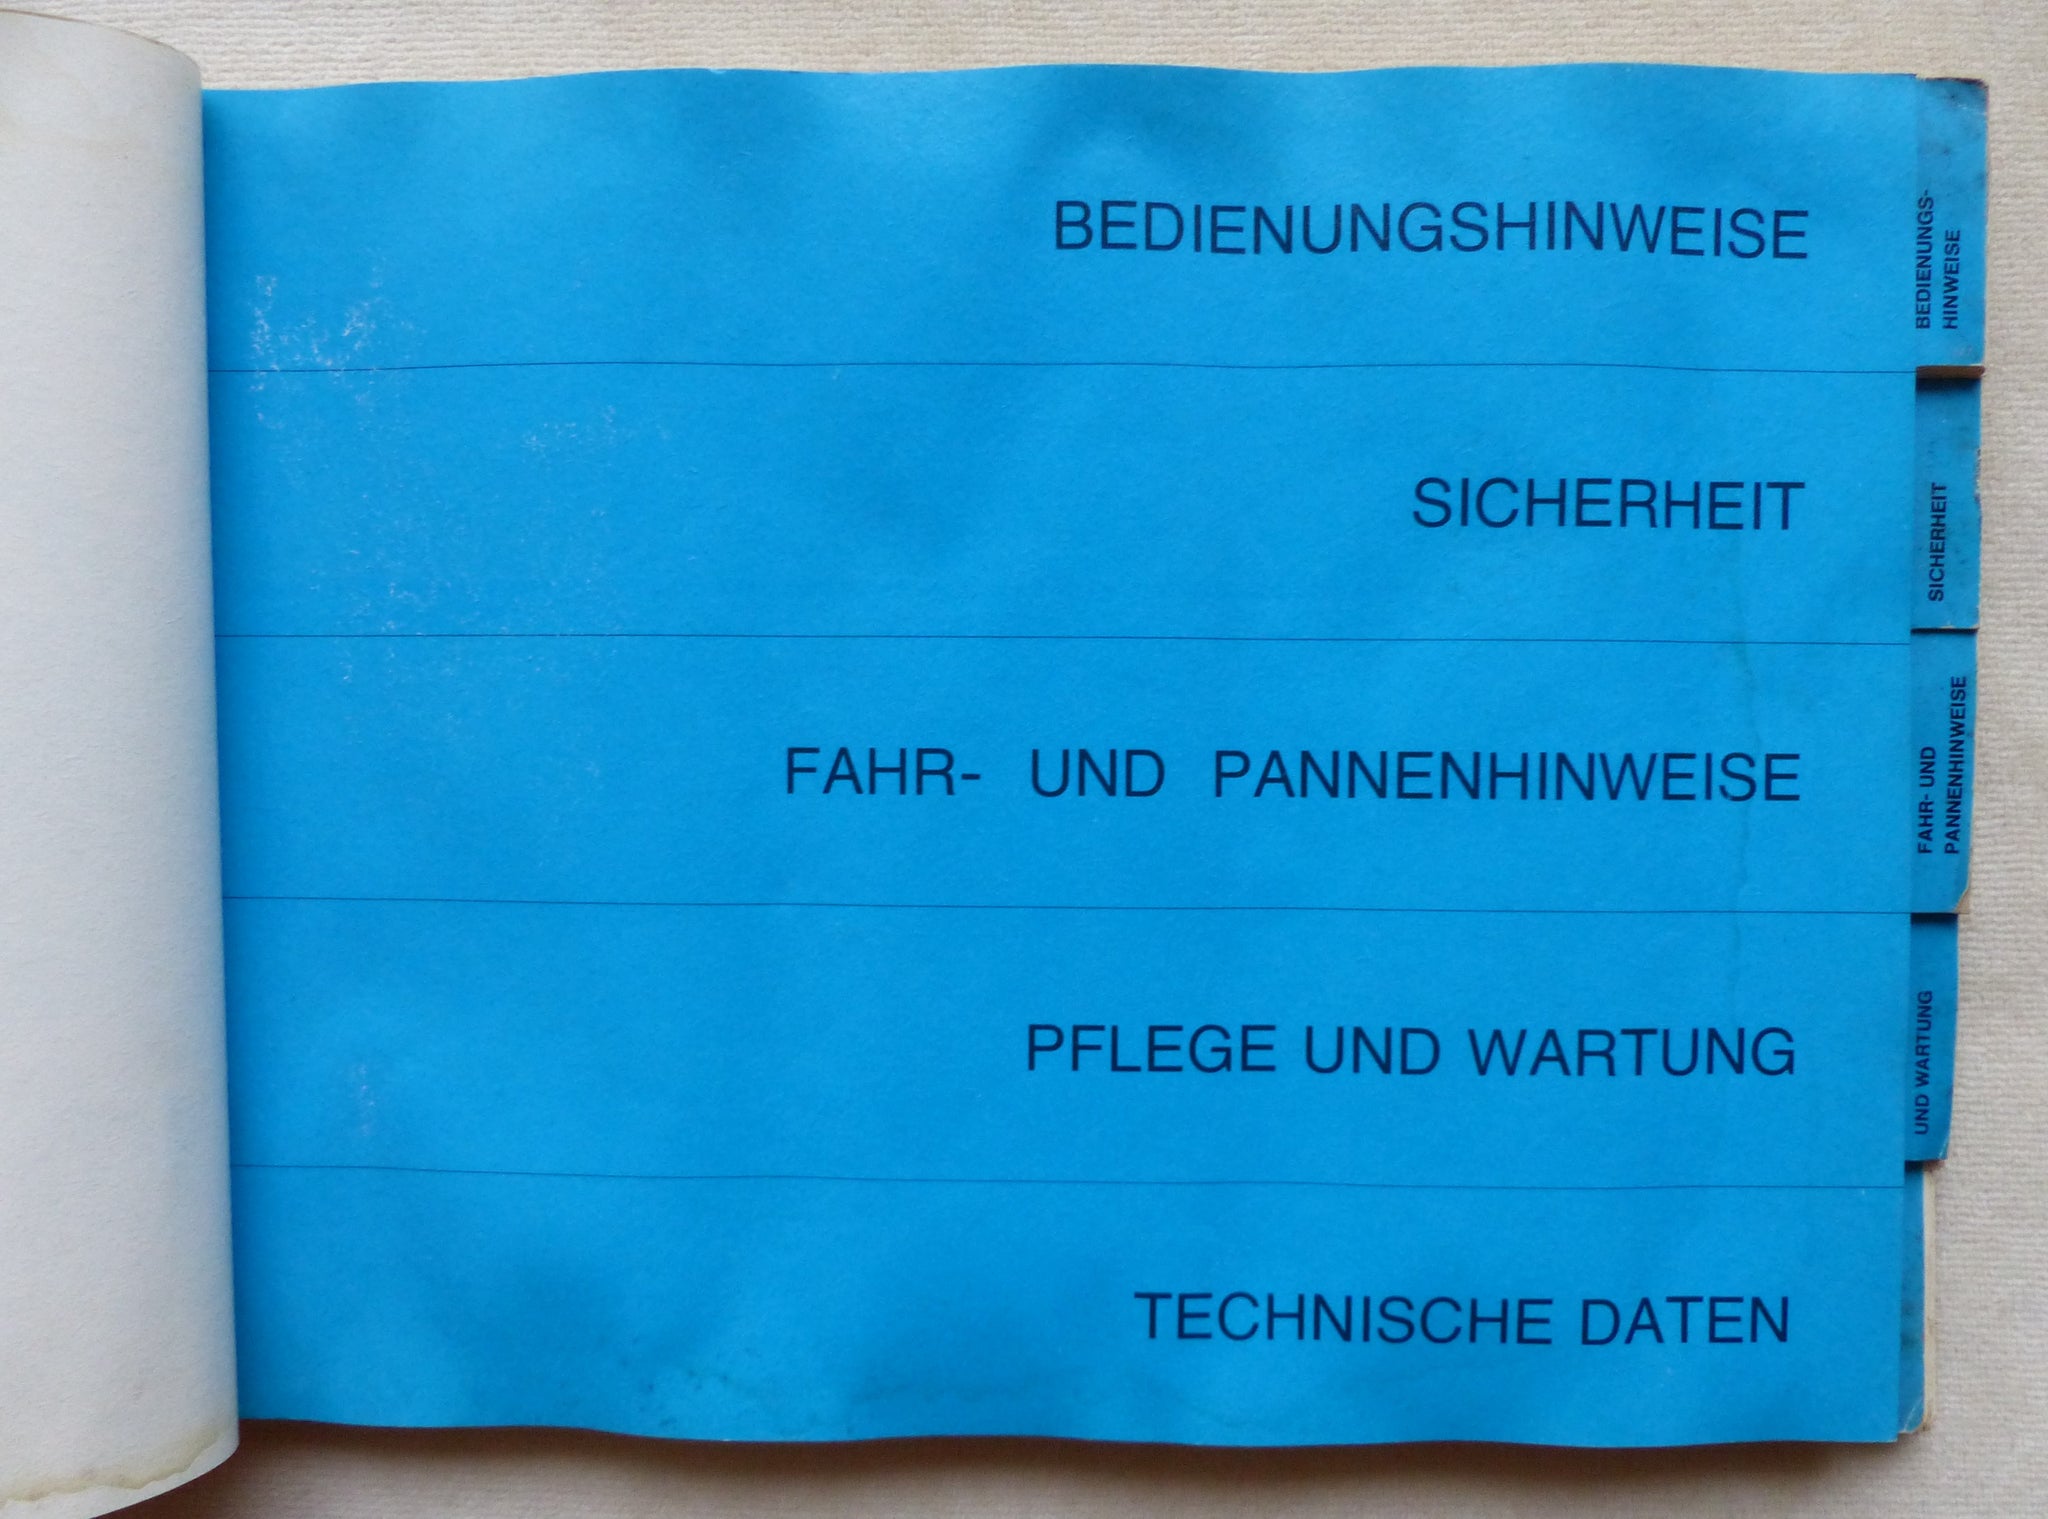 BEDIENUNGSHINWEISE
BEDIENUNGS-
HINWEISE
SICHERHEIT
SICHERHEIT
FAHR- UND PANNENHINWEISE
FAHR- UND
PANNENHINWEISE
PFLEGE UND WARTUNG
UND WARTUNG
TECHNISCHE DATEN